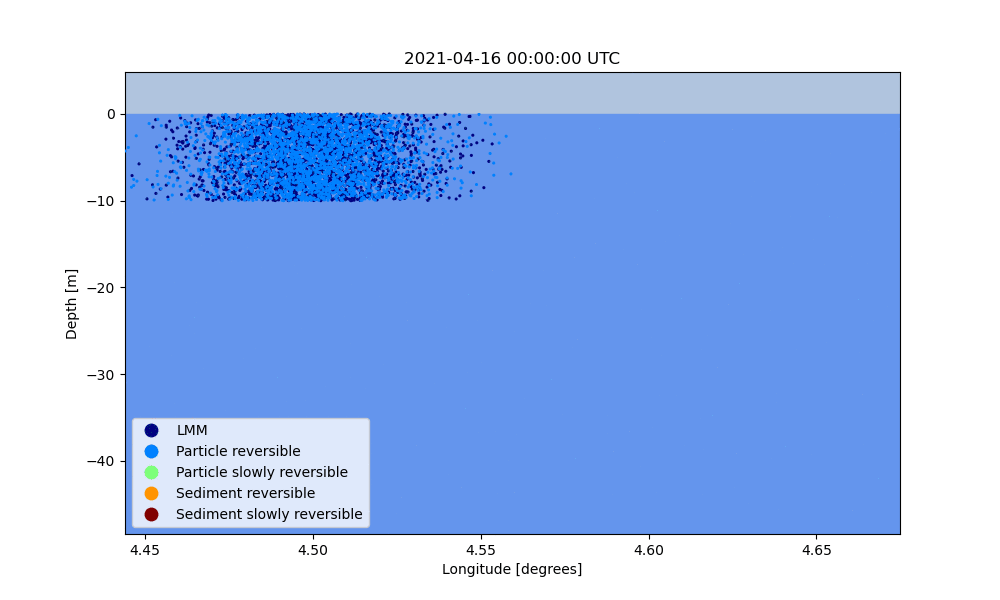 2021-04-16 00:00:00 UTC
0
−10
−20
−30
−40
Depth [m]
LMM
Particle reversible
Particle slowly reversible
Sediment reversible
Sediment slowly reversible
4.45 4.50 4.55 4.60 4.65
Longitude [degrees]